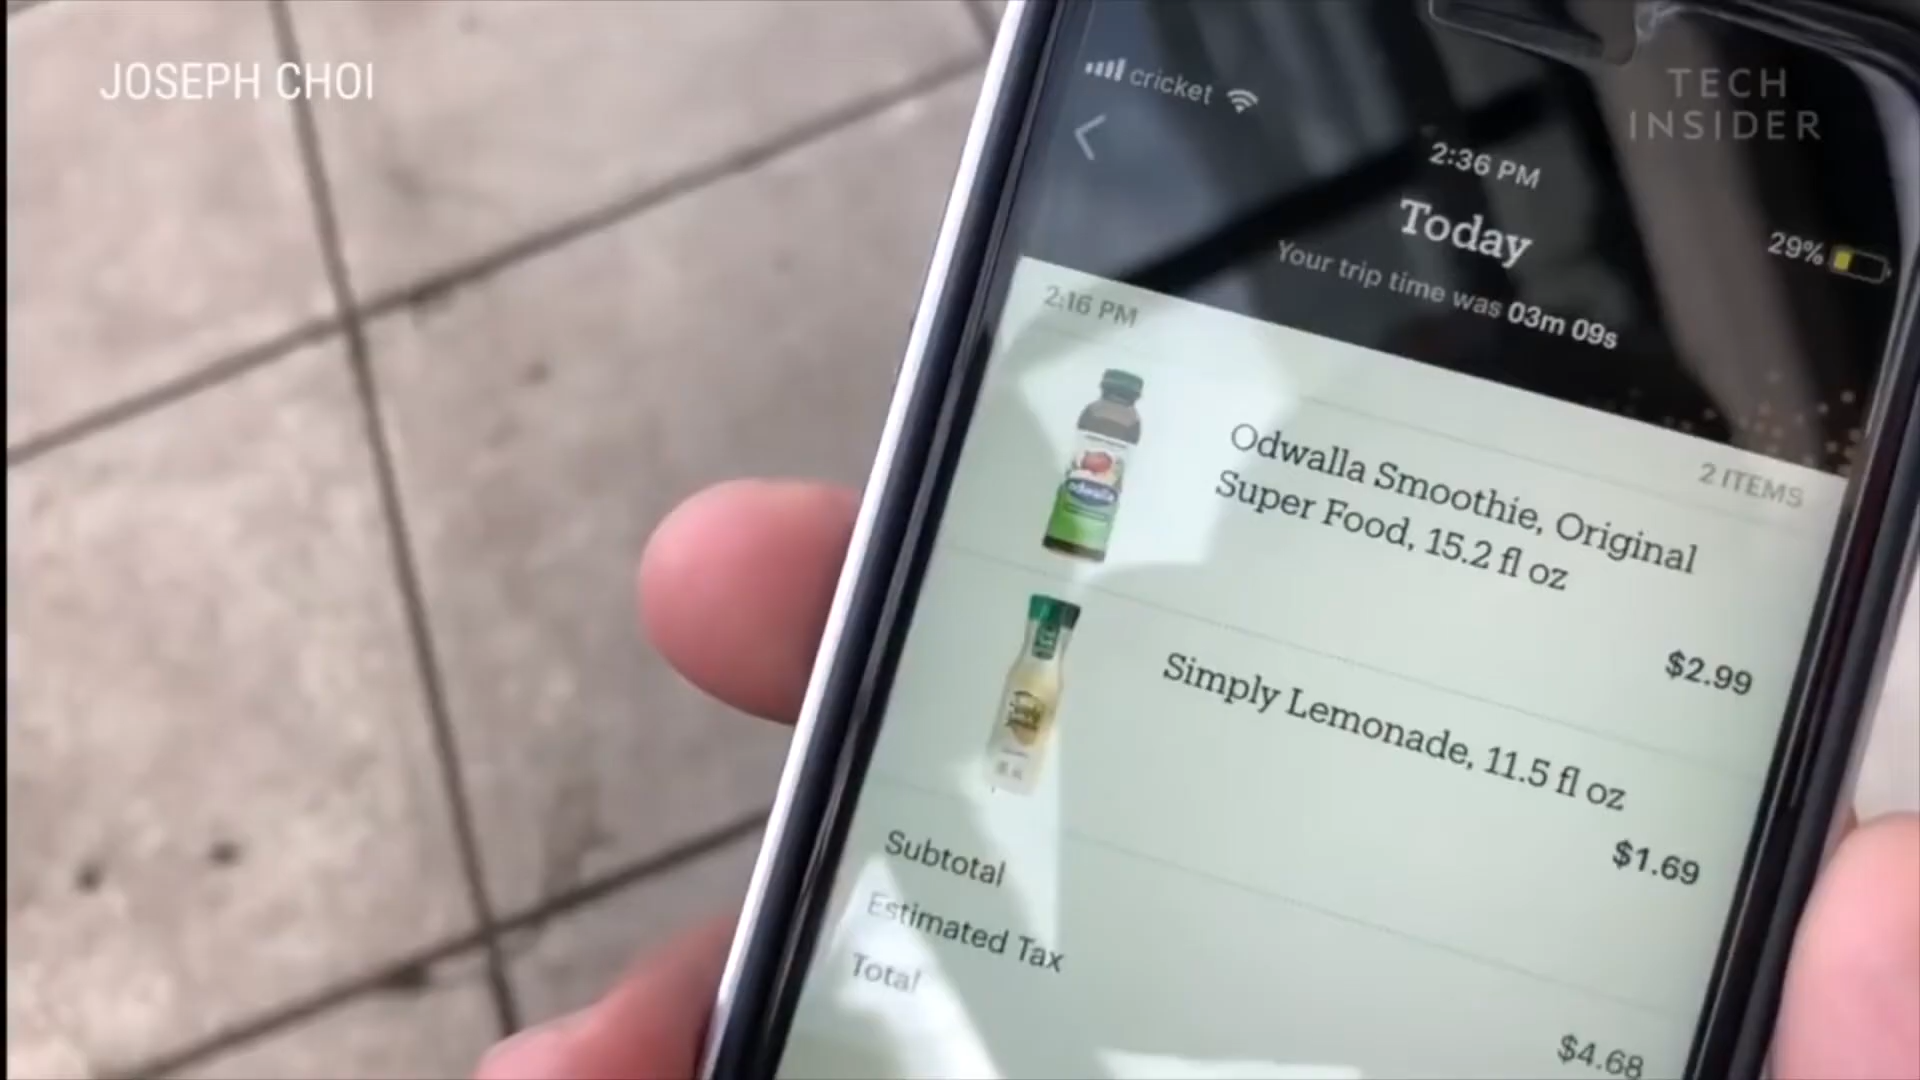 JOSEPH CHOI
TECH
INSIDER
cricket
2:36 PM
29%
Today
Your trip time was 03m 09s
2:16 PM
2 ITEMS
odwalla
Odwalla Smoothie, Original
Super Food, 15.2 fl oz
$2.99
Simply Lemonade, 11.5 fl oz
$1.69
Subtotal
$4.68
Estimated Tax
Total